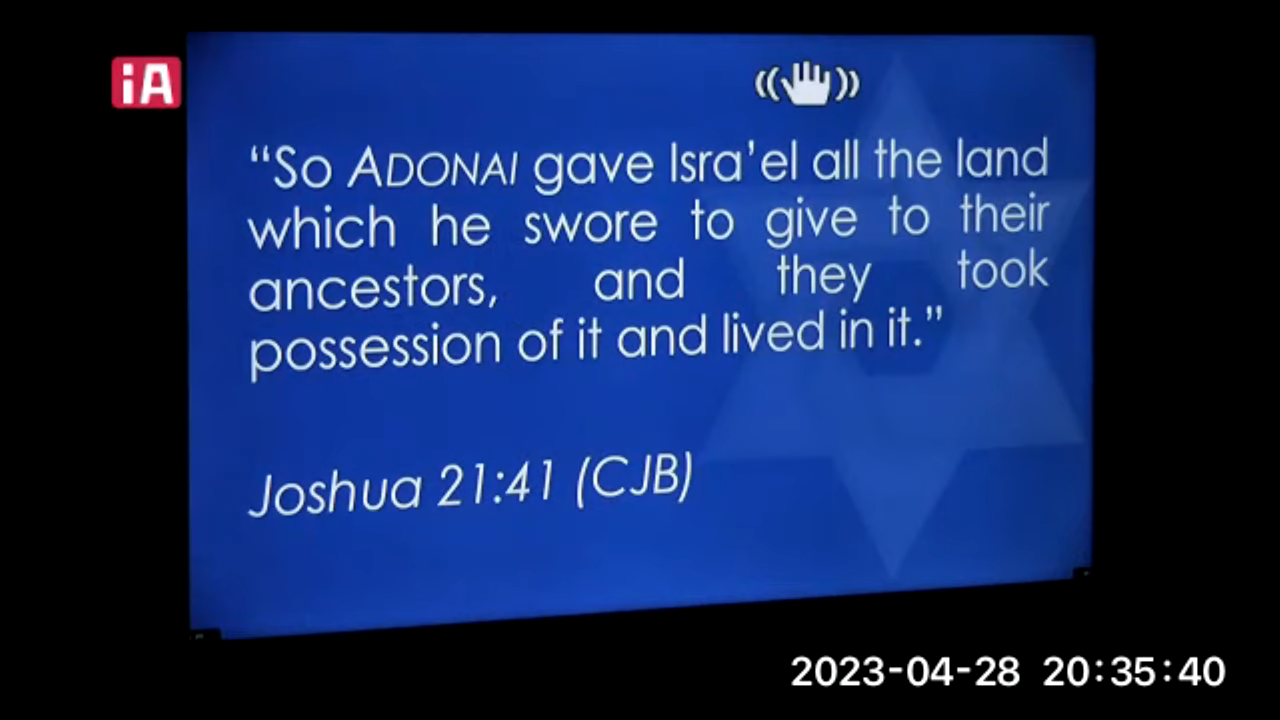 iA
“So ADONAI gave Isra’el all the land
which he swore to give to their
ancestors, and they took
possession of it and lived in it.”
Joshua 21:41 (CJB)
2023-04-28 20:35:40